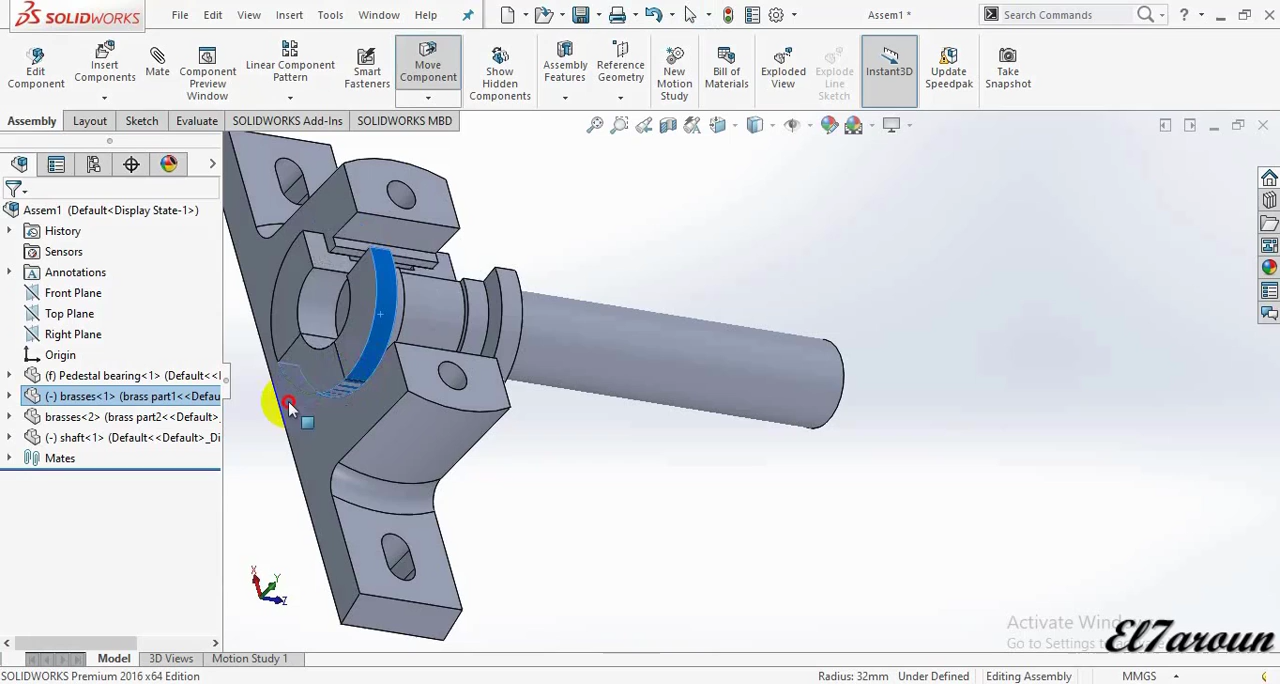 SOLIDWORKS
File Edit View Insert Tools Window Help
Assem1 *
Search Commands
?
Edit Component
Insert Components
Mate
Component Preview Window
Linear Component Pattern
Smart Fasteners
Move Component
Show Hidden Components
Assembly Features
Reference Geometry
New Motion Study
Bill of Materials
Exploded View
Explode Line Sketch
Instant3D
Update Speedpak
Take Snapshot
Assembly Layout Sketch Evaluate SOLIDWORKS Add-Ins SOLIDWORKS MBD
Assem1 (Default<Display State-1>)
History
Sensors
Annotations
Front Plane
Top Plane
Right Plane
Origin
(f) Pedestal bearing<1> (Default<<
(-) brasses<1> (brass part1<<Defau
brasses<2> (brass part2<<Default>_
(-) shaft<1> (Default<<Default>_Di
Mates
X
Y
Z
Activate Wind
Go to Settings to
El7aroun
Model 3D Views Motion Study 1
SOLIDWORKS Premium 2016 x64 Edition
Radius: 32mm Under Defined Editing Assembly MMGS